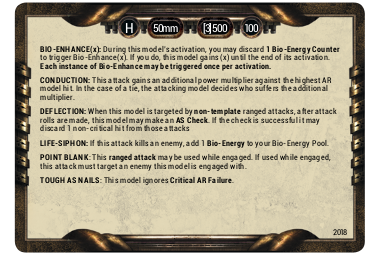 H 50mm [3]500 100
BIO-ENHANCE(x): During this model's activation, you may discard 1 Bio-Energy Counter
to trigger Bio-Enhance(x). If you do, this model gains (x) until the end of its activation.
Each instance of Bio-Enhance may be triggered once per activation.
CONDUCTION: This attack gains an additional power multiplier against the highest AR
model hit. In the case of a tie, the attacking model decides who suffers the additional
multiplier.
DEFLECTION: When this model is targeted by non-template ranged attacks, after attack
rolls are made, this model may make an AS Check. If the check is successful it may
discard 1 non-critical hit from those attacks
LIFE-SIPHON: If this attack kills an enemy, add 1 Bio-Energy to your Bio-Energy Pool.
POINT BLANK: This ranged attack may be used while engaged. If used while engaged,
this attack must target an enemy this model is engaged with.
TOUGH AS NAILS: This model ignores Critical AR Failure.
2018